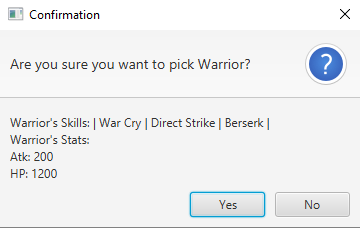 Confirmation
Are you sure you want to pick Warrior?
Warrior's Skills: | War Cry | Direct Strike | Berserk |
Warrior's Stats:
Atk: 200
HP: 1200
Yes No